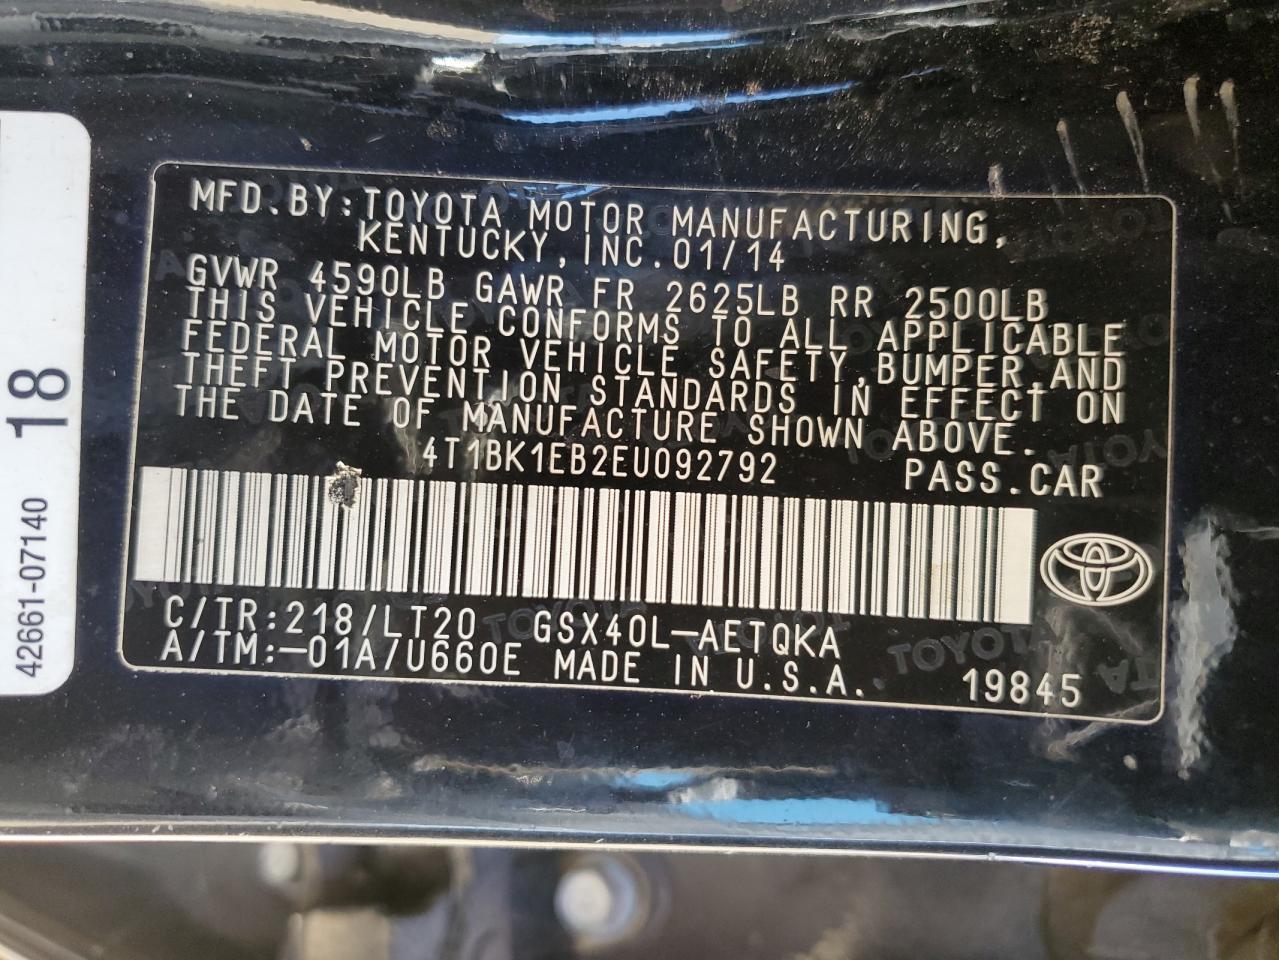 MFD.BY:TOYOTA MOTOR MANUFACTURING,
KENTUCKY,INC.01/14
GVWR 4590LB GAWR FR 2625LB RR 2500LB
THIS VEHICLE CONFORMS TO ALL APPLICABLE
FEDERAL MOTOR VEHICLE SAFETY,BUMPER,AND
THEFT PREVENTION STANDARDS IN EFFECT ON
THE DATE OF MANUFACTURE SHOWN ABOVE.
4T1BK1EB2EU092792 PASS.CAR
C/TR:218/LT20 GSX40L-AETQKA
A/TM:-01A/U660E MADE IN U.S.A. 19845
TOYOTA
42661-07140 18